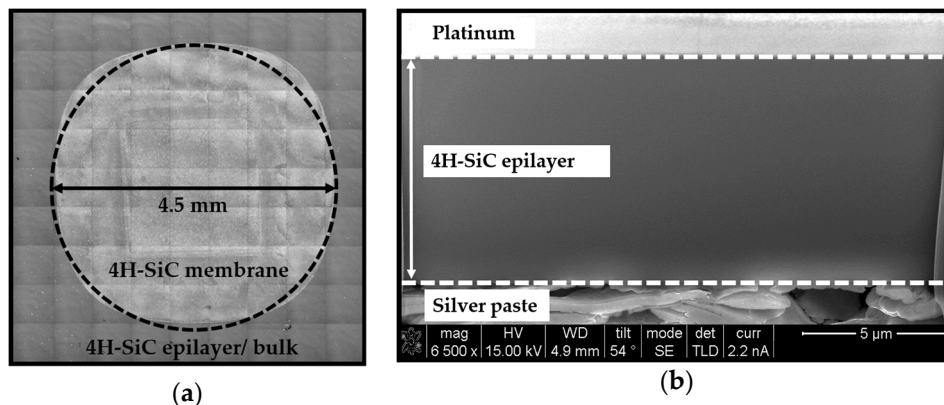 4.5 mm
4H-SiC membrane
4H-SiC epilayer/ bulk
(a)
Platinum
4H-SiC epilayer
Silver paste
mag HV WD tilt mode det curr
6 500 x 15.00 kV 4.9 mm 54 ° SE TLD 2.2 nA
5 µm
(b)